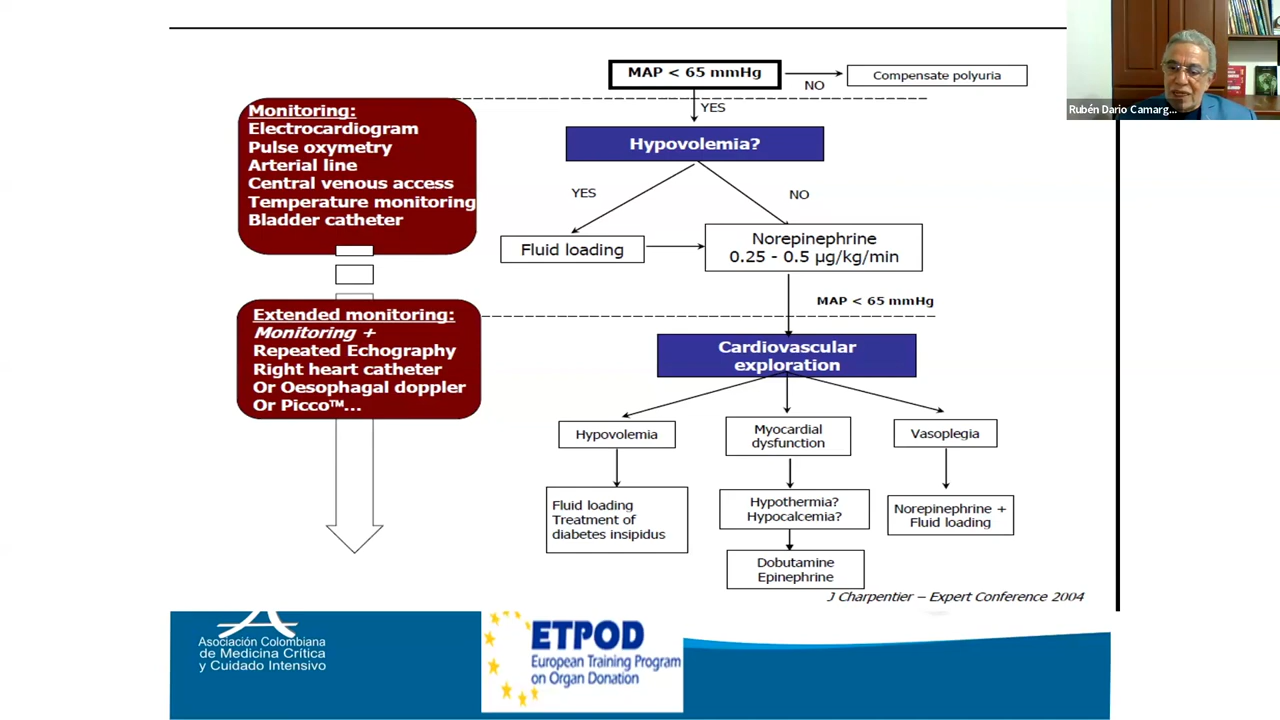 MAP < 65 mmHg
NO
Compensate polyuria
YES
Rubén Dario Camarg...
Monitoring:
Electrocardiogram
Pulse oxymetry
Arterial line
Central venous access
Temperature monitoring
Bladder catheter
Hypovolemia?
YES
NO
Fluid loading
Norepinephrine
0.25 - 0.5 µg/kg/min
MAP < 65 mmHg
Extended monitoring:
Monitoring +
Repeated Echography
Right heart catheter
Or Oesophagal doppler
Or Picco™...
Cardiovascular
exploration
Hypovolemia
Myocardial
dysfunction
Vasoplegia
Fluid loading
Treatment of
diabetes insipidus
Hypothermia?
Hypocalcemia?
Norepinephrine +
Fluid loading
Dobutamine
Epinephrine
J Charpentier – Expert Conference 2004
Asociación Colombiana
de Medicina Crítica
y Cuidado Intensivo
ETPOD
European Training Program
on Organ Donation